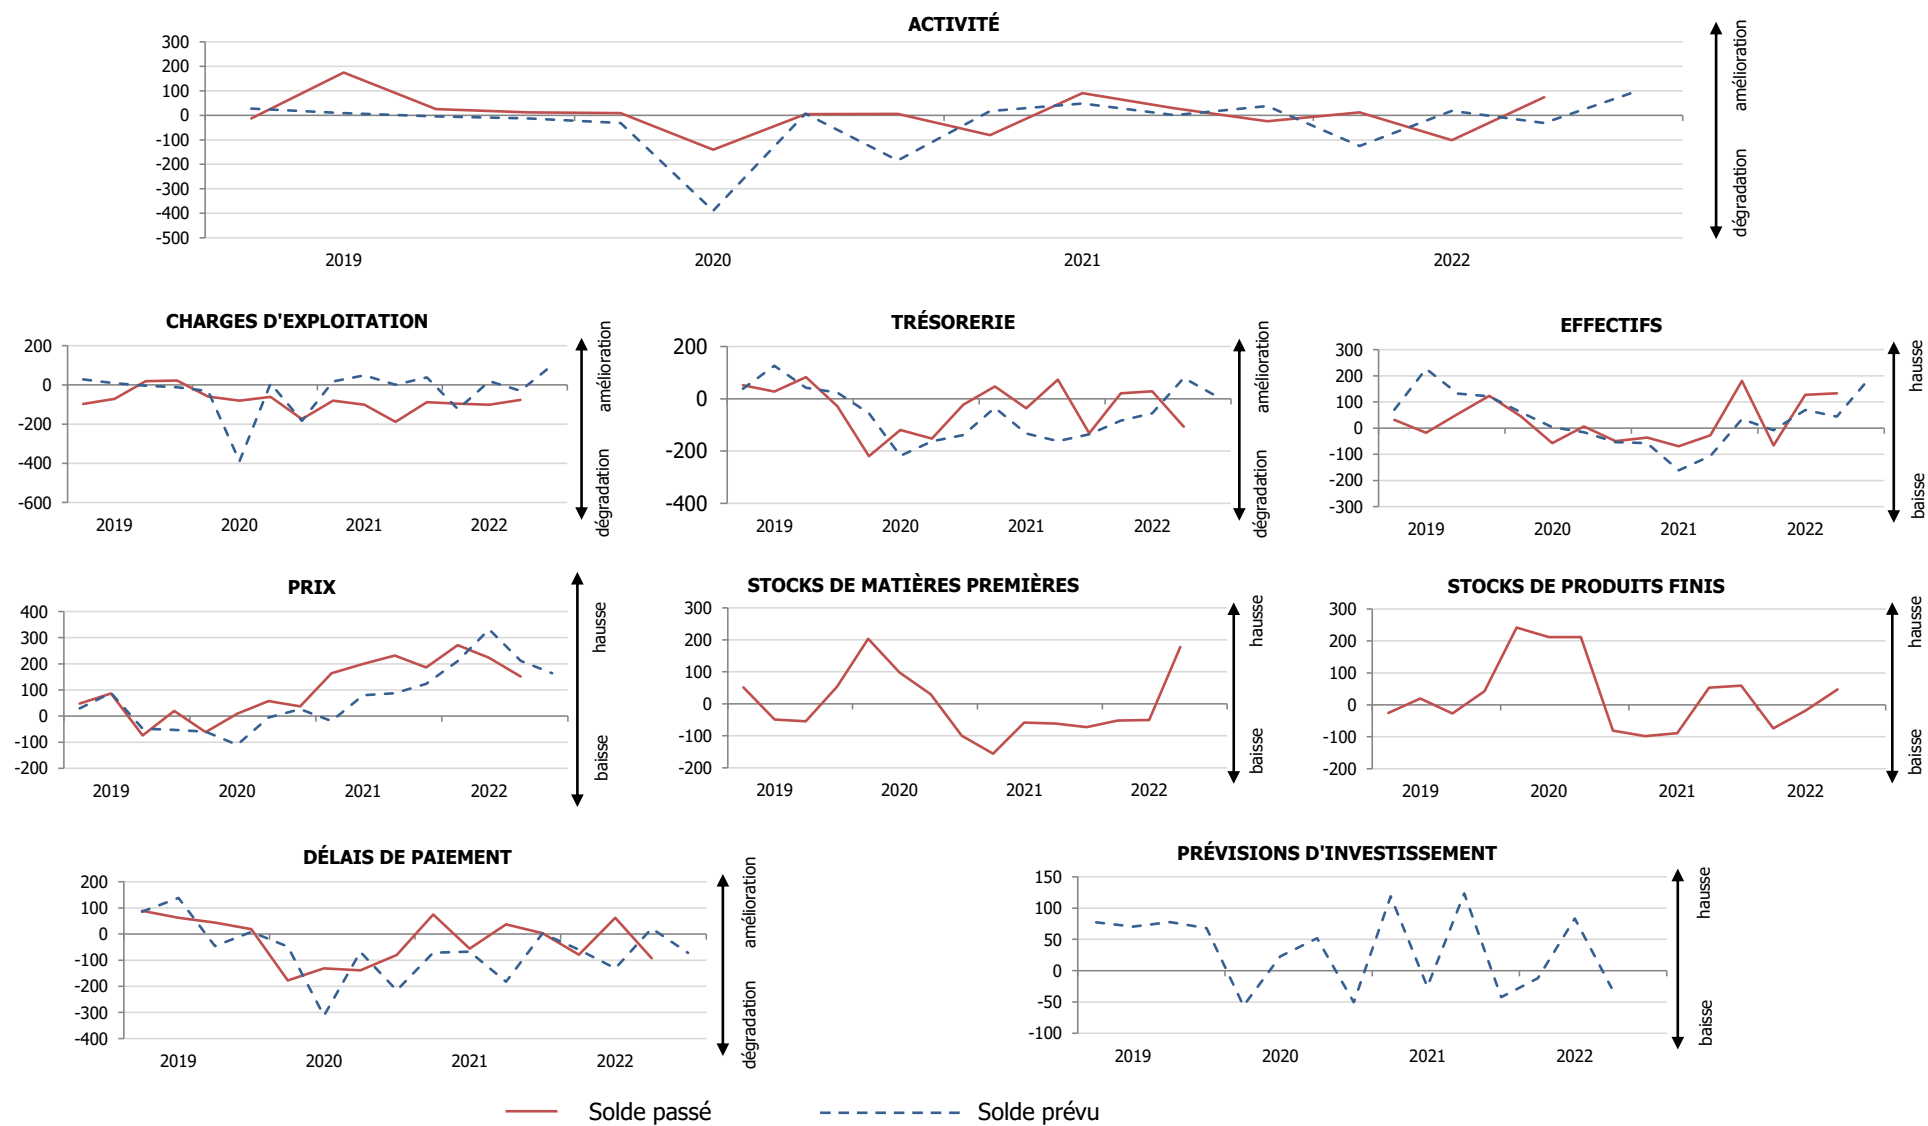 ACTIVITÉ
300
200
100
0
-100
-200
-300
-400
-500
2019 2020 2021 2022
amélioration
dégradation
CHARGES D'EXPLOITATION
200
0
-200
-400
-600
2019 2020 2021 2022
amélioration
dégradation
TRÉSORERIE
200
0
-200
-400
2019 2020 2021 2022
amélioration
dégradation
EFFECTIFS
300
200
100
0
-100
-200
-300
2019 2020 2021 2022
hausse
baisse
PRIX
400
300
200
100
0
-100
-200
2019 2020 2021 2022
hausse
baisse
STOCKS DE MATIÈRES PREMIÈRES
300
200
100
0
-100
-200
2019 2020 2021 2022
hausse
baisse
STOCKS DE PRODUITS FINIS
300
200
100
0
-100
-200
2019 2020 2021 2022
hausse
baisse
DÉLAIS DE PAIEMENT
200
100
0
-100
-200
-300
-400
2019 2020 2021 2022
amélioration
dégradation
PRÉVISIONS D'INVESTISSEMENT
150
100
50
0
-50
-100
2019 2020 2021 2022
hausse
baisse
Solde passé Solde prévu